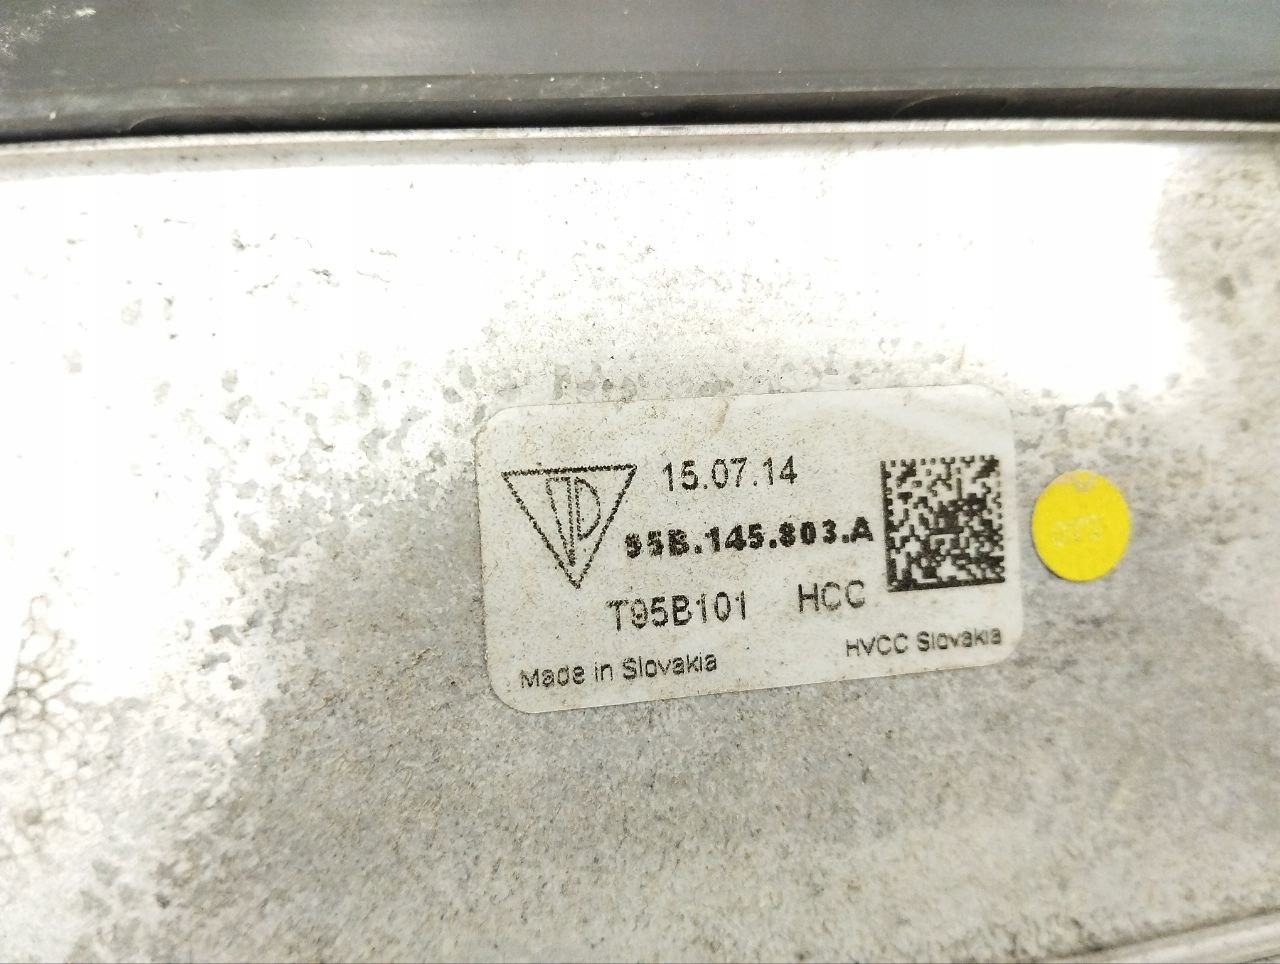 15.07.14
95B.145.803.A
T95B101 HCC
Made in Slovakia
HVCC Slovakia